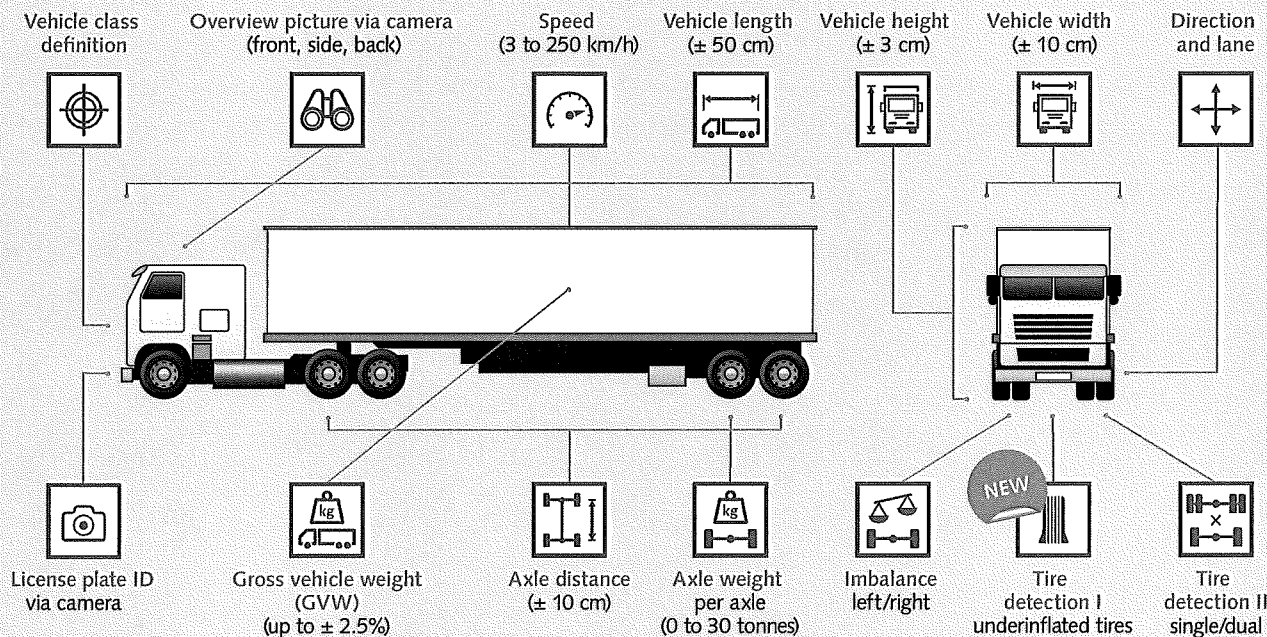 Vehicle class
definition
Overview picture via camera
(front, side, back)
Speed
(3 to 250 km/h)
Vehicle length
(± 50 cm)
Vehicle height
(± 3 cm)
Vehicle width
(± 10 cm)
Direction
and lane
License plate ID
via camera
kg
Gross vehicle weight
(GVW)
(up to ± 2.5%)
Axle distance
(± 10 cm)
kg
Axle weight
per axle
(0 to 30 tonnes)
Imbalance
left/right
NEW
Tire
detection I
underinflated tires
x
Tire
detection II
single/dual